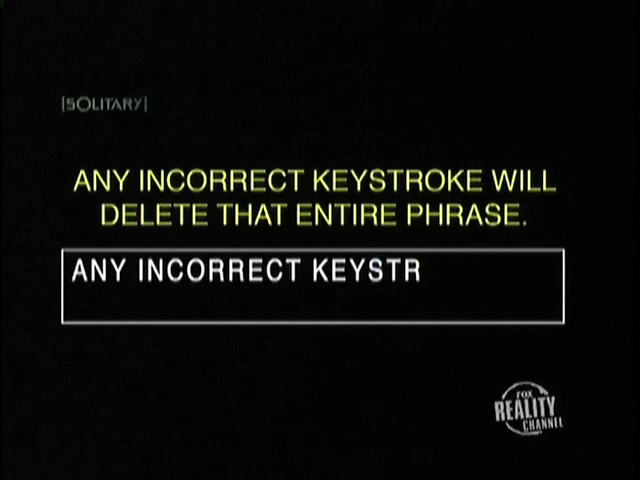 [SOLITARY]
ANY INCORRECT KEYSTROKE WILL
DELETE THAT ENTIRE PHRASE.
ANY INCORRECT KEYSTR
FOX
REALITY
CHANNEL